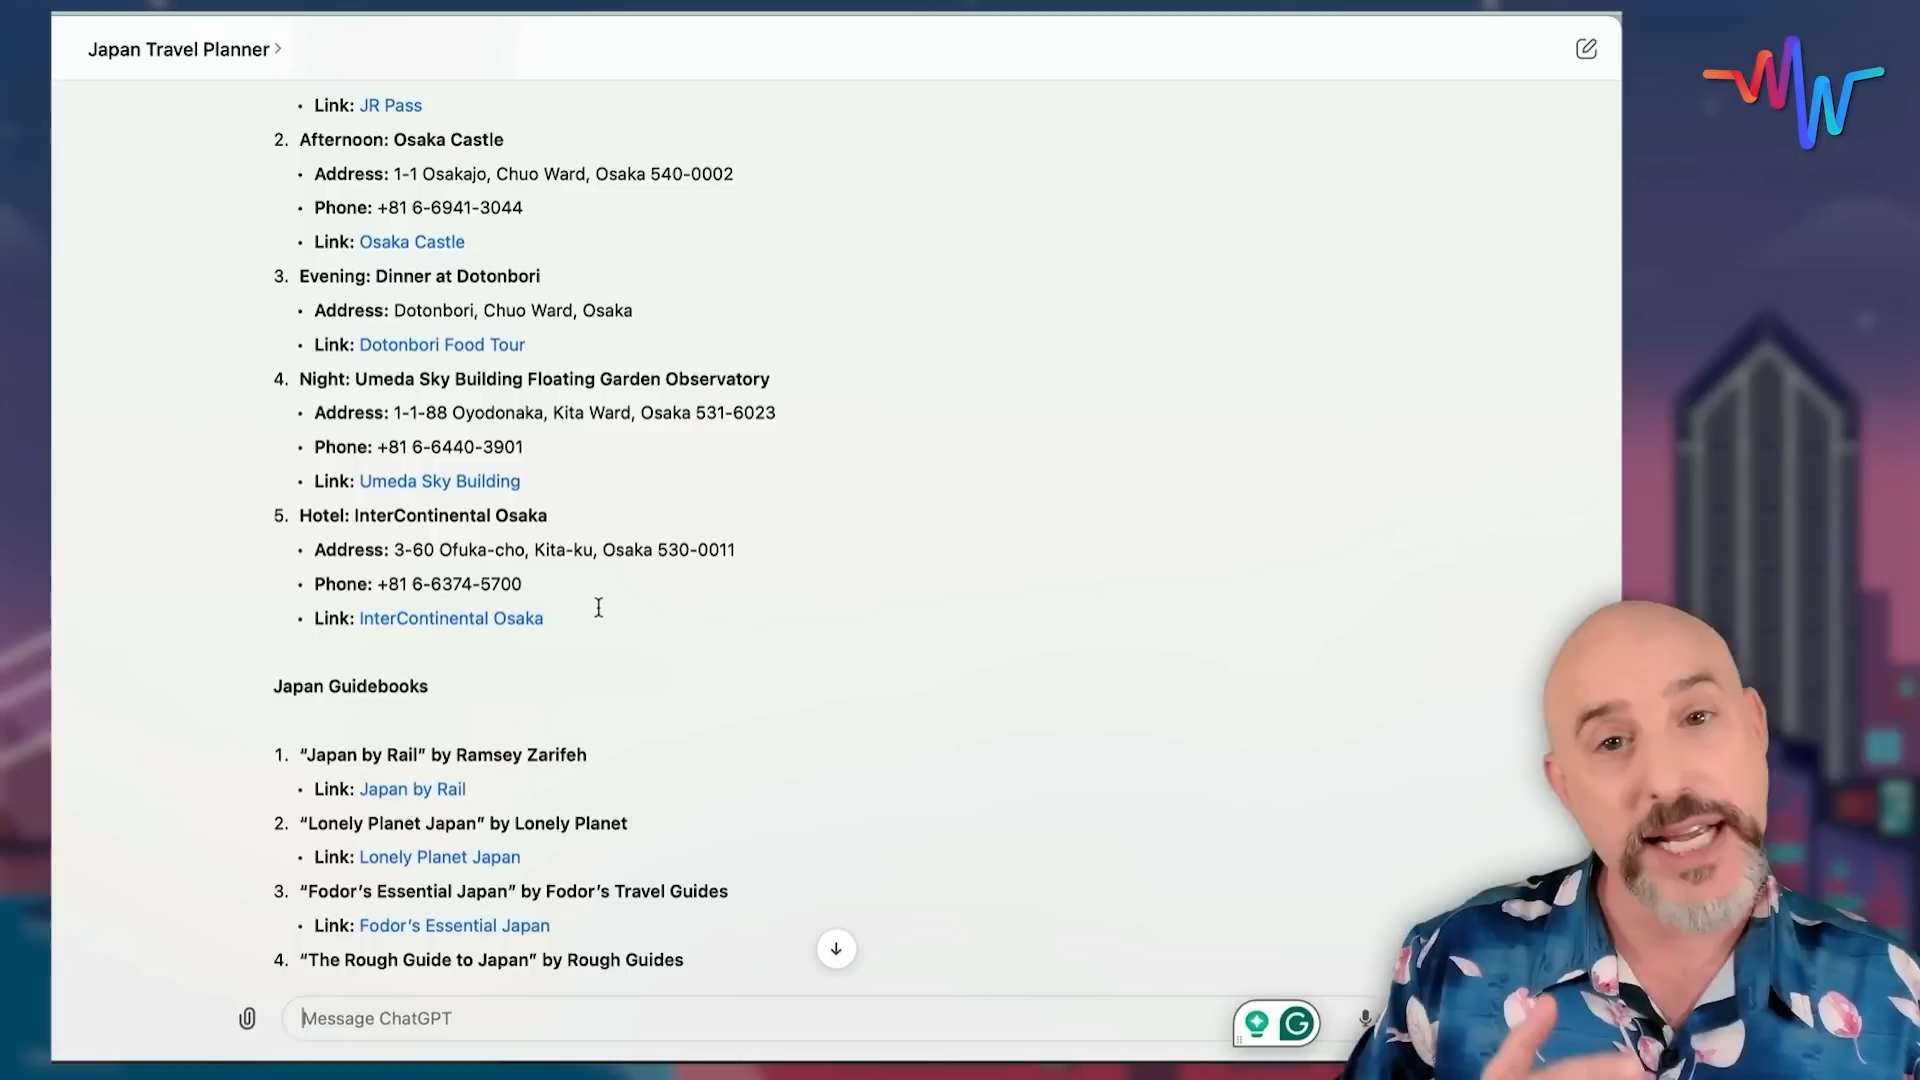 Japan Travel Planner >
• Link: JR Pass
2. Afternoon: Osaka Castle
• Address: 1-1 Osakajo, Chuo Ward, Osaka 540-0002
• Phone: +81 6-6941-3044
• Link: Osaka Castle
3. Evening: Dinner at Dotonbori
• Address: Dotonbori, Chuo Ward, Osaka
• Link: Dotonbori Food Tour
4. Night: Umeda Sky Building Floating Garden Observatory
• Address: 1-1-88 Oyodonaka, Kita Ward, Osaka 531-6023
• Phone: +81 6-6440-3901
• Link: Umeda Sky Building
5. Hotel: InterContinental Osaka
• Address: 3-60 Ofuka-cho, Kita-ku, Osaka 530-0011
• Phone: +81 6-6374-5700
• Link: InterContinental Osaka
Japan Guidebooks
1. “Japan by Rail” by Ramsey Zarifeh
• Link: Japan by Rail
2. “Lonely Planet Japan” by Lonely Planet
• Link: Lonely Planet Japan
3. “Fodor’s Essential Japan” by Fodor’s Travel Guides
• Link: Fodor’s Essential Japan
4. “The Rough Guide to Japan” by Rough Guides
Message ChatGPT